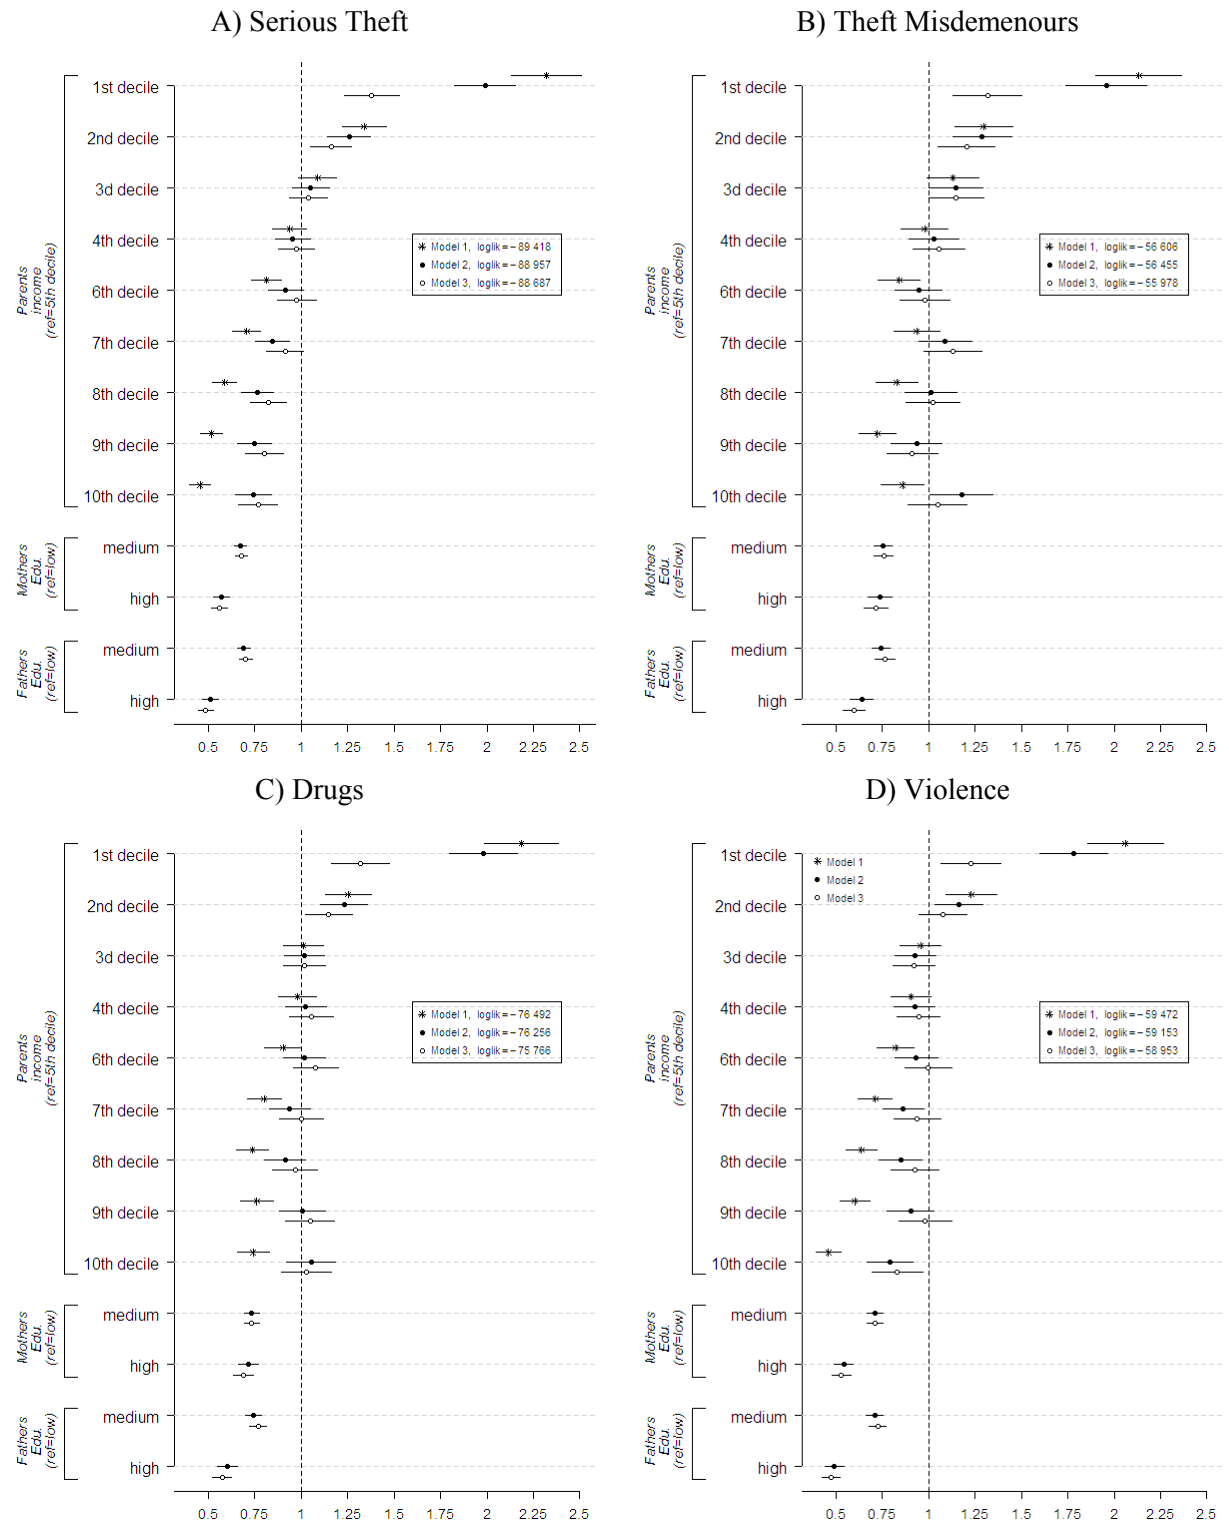 A) Serious Theft
1st decile
2nd decile
3d decile
4th decile
6th decile
7th decile
8th decile
9th decile
10th decile
medium
high
medium
high
Parents
income
(ref=5th decile)
Mothers
Edu.
(ref=low)
Fathers
Edu.
(ref=low)
Model 1, loglik=−89 418
Model 2, loglik=−88 957
Model 3, loglik=−88 687
0.5 0.75 1 1.25 1.5 1.75 2 2.25 2.5
B) Theft Misdemenours
1st decile
2nd decile
3d decile
4th decile
6th decile
7th decile
8th decile
9th decile
10th decile
medium
high
medium
high
Parents
income
(ref=5th decile)
Mothers
Edu.
(ref=low)
Fathers
Edu.
(ref=low)
Model 1, loglik=−56 606
Model 2, loglik=−56 455
Model 3, loglik=−55 978
0.5 0.75 1 1.25 1.5 1.75 2 2.25 2.5
C) Drugs
1st decile
2nd decile
3d decile
4th decile
6th decile
7th decile
8th decile
9th decile
10th decile
medium
high
medium
high
Parents
income
(ref=5th decile)
Mothers
Edu.
(ref=low)
Fathers
Edu.
(ref=low)
Model 1, loglik=−76 492
Model 2, loglik=−76 256
Model 3, loglik=−75 766
0.5 0.75 1 1.25 1.5 1.75 2 2.25 2.5
D) Violence
1st decile
2nd decile
3d decile
4th decile
6th decile
7th decile
8th decile
9th decile
10th decile
medium
high
medium
high
Parents
income
(ref=5th decile)
Mothers
Edu.
(ref=low)
Fathers
Edu.
(ref=low)
Model 1
Model 2
Model 3
Model 1, loglik=−59 472
Model 2, loglik=−59 153
Model 3, loglik=−58 953
0.5 0.75 1 1.25 1.5 1.75 2 2.25 2.5